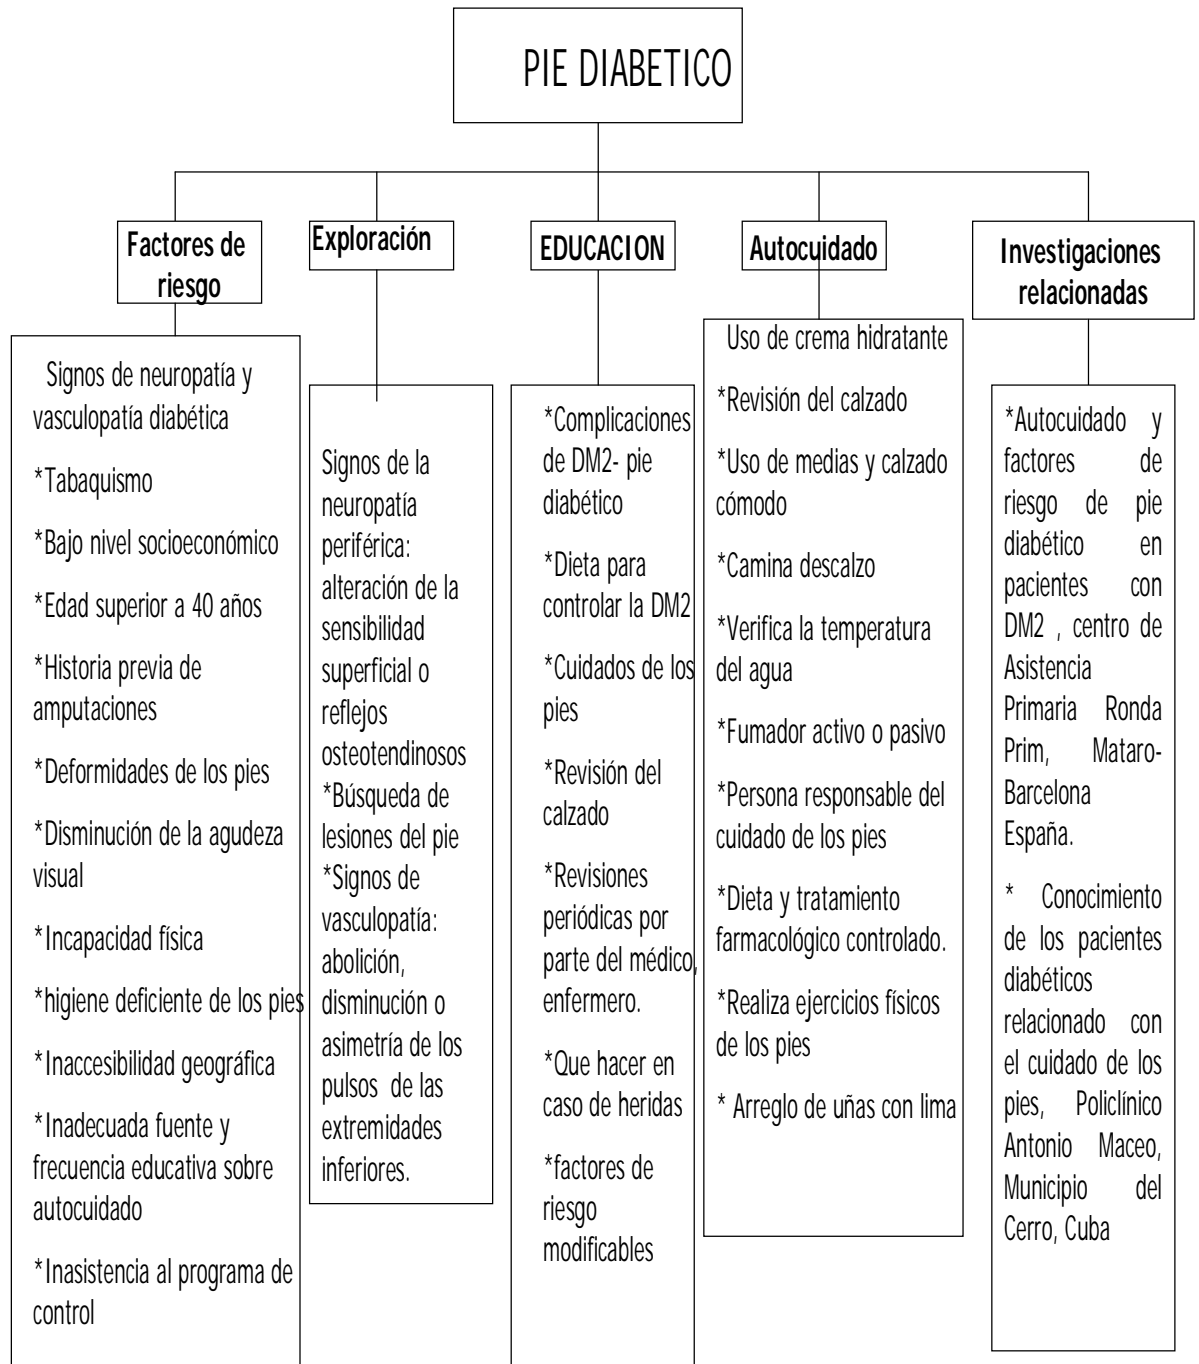 PIE DIABETICO
Factores de
riesgo
Signos de neuropatía y
vasculopatía diabética
*Tabaquismo
*Bajo nivel socioeconómico
*Edad superior a 40 años
*Historia previa de
amputaciones
*Deformidades de los pies
*Disminución de la agudeza
visual
*Incapacidad física
*higiene deficiente de los pies
*Inaccesibilidad geográfica
*Inadecuada fuente y
frecuencia educativa sobre
autocuidado
*Inasistencia al programa de
control
Exploración
Signos de la
neuropatía
periférica:
alteración de la
sensibilidad
superficial o
reflejos
osteotendinosos
*Búsqueda de
lesiones del pie
*Signos de
vasculopatía:
abolición,
disminución o
asimetría de los
pulsos de las
extremidades
inferiores.
EDUCACION
*Complicaciones
de DM2- pie
diabético
*Dieta para
controlar la DM2
*Cuidados de los
pies
*Revisión del
calzado
*Revisiones
periódicas por
parte del médico,
enfermero.
*Que hacer en
caso de heridas
*factores de
riesgo
modificables
Autocuidado
Uso de crema hidratante
*Revisión del calzado
*Uso de medias y calzado
cómodo
*Camina descalzo
*Verifica la temperatura
del agua
*Fumador activo o pasivo
*Persona responsable del
cuidado de los pies
*Dieta y tratamiento
farmacológico controlado.
*Realiza ejercicios físicos
de los pies
* Arreglo de uñas con lima
Investigaciones
relacionadas
*Autocuidado y
factores de
riesgo de pie
diabético en
pacientes con
DM2 , centro de
Asistencia
Primaria Ronda
Prim, Mataro-
Barcelona
España.
* Conocimiento
de los pacientes
diabéticos
relacionado con
el cuidado de los
pies, Policlínico
Antonio Maceo,
Municipio del
Cerro, Cuba